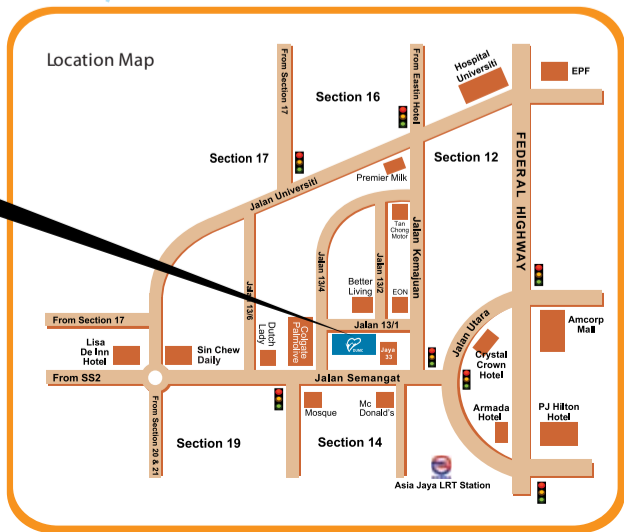 Location Map
From Section 17
Section 16
From Eastin Hotel
Hospital
Universiti
EPF
FEDERAL HIGHWAY
Section 17
Section 12
Premier Milk
Jalan Universiti
Tan
Chong
Motor
Jalan Kemajuan
Jalan 13/6
Jalan 13/4
Jalan 13/2
Better
Living
EON
From Section 17
Jalan 13/1
Jalan Utara
Amcorp
Mall
Lisa
De Inn
Hotel
Sin Chew
Daily
Dutch
Lady
Colgate
Palmolive
Jaya
33
Crystal
Crown
Hotel
From SS2
Jalan Semangat
From Section 20 & 21
Mosque
Mc
Donald's
Armada
Hotel
PJ Hilton
Hotel
Section 19
Section 14
Asia Jaya LRT Station